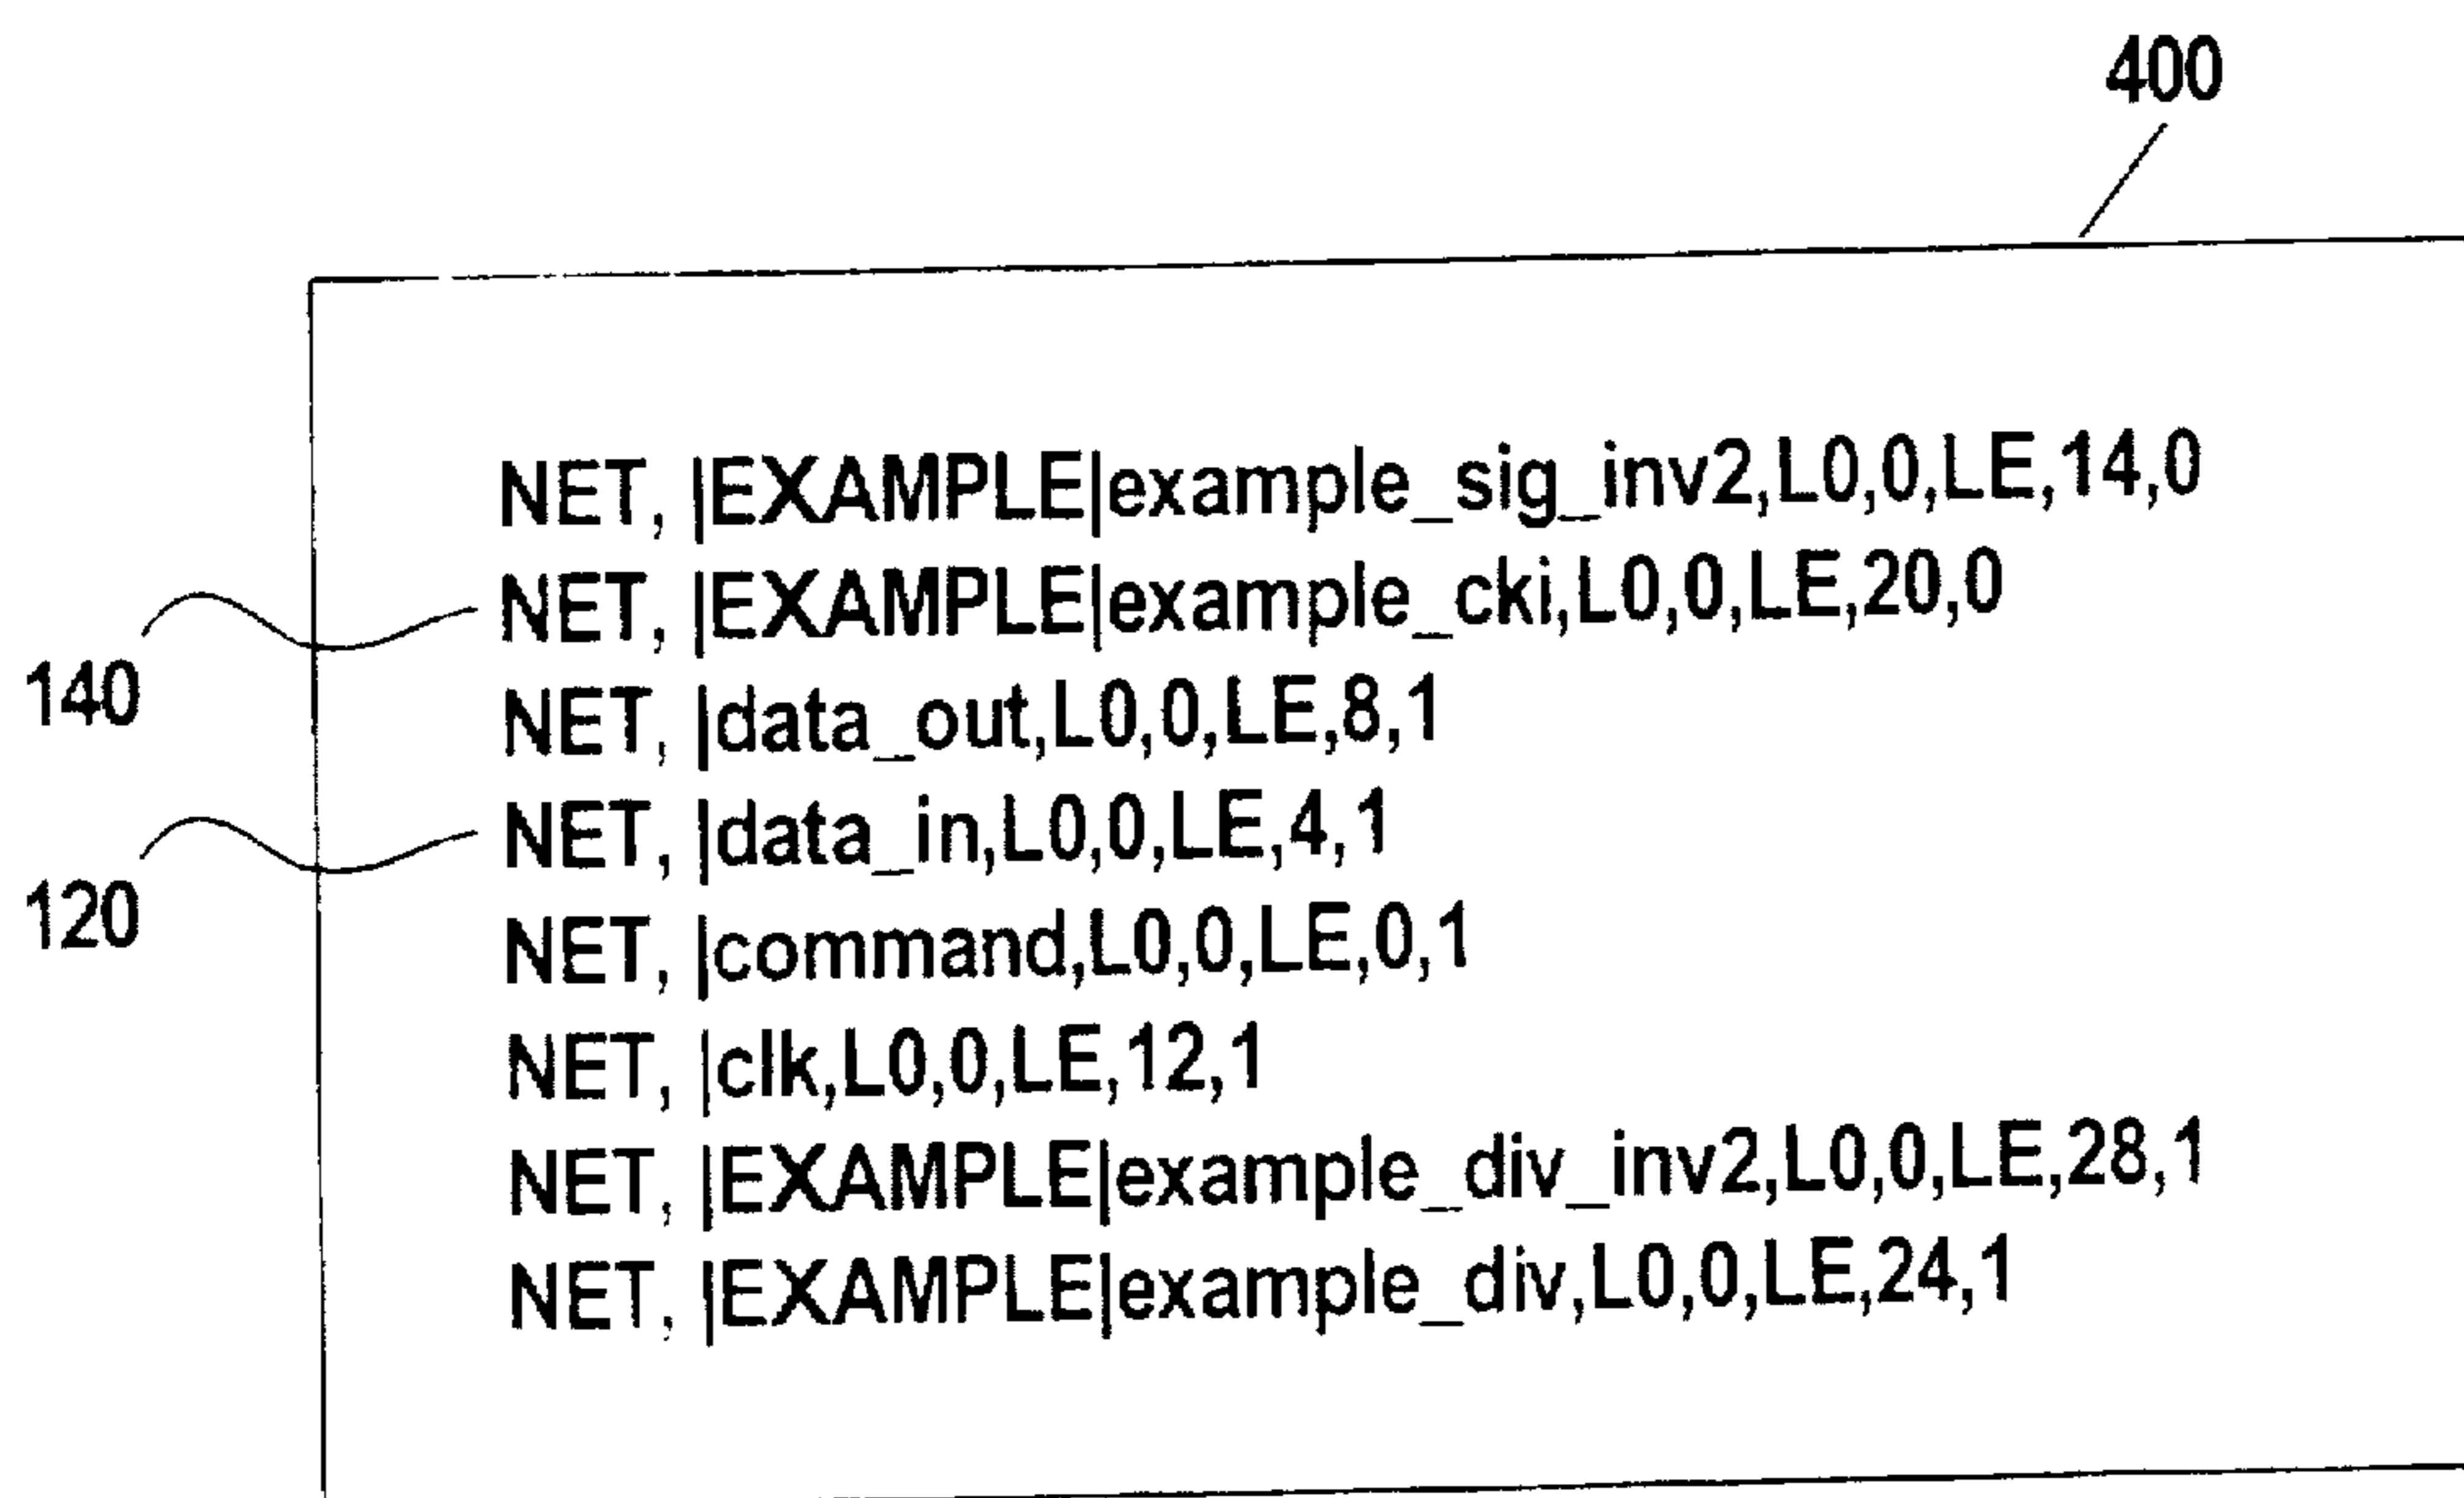 400
NET, |EXAMPLE|example_sig_inv2,L0,0,LE,14,0
NET, |EXAMPLE|example_cki,L0,0,LE,20,0
140
NET, |data_out,L0,0,LE,8,1
NET, |data_in,L0,0,LE,4,1
120
NET, |command,L0,0,LE,0,1
NET, |clk,L0,0,LE,12,1
NET, |EXAMPLE|example_div_inv2,L0,0,LE,28,1
NET, |EXAMPLE|example_div,L0,0,LE,24,1